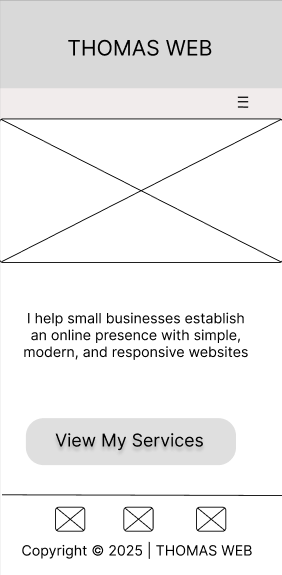 THOMAS WEB
☰
I help small businesses establish
an online presence with simple,
modern, and responsive websites
View My Services
Copyright © 2025 | THOMAS WEB